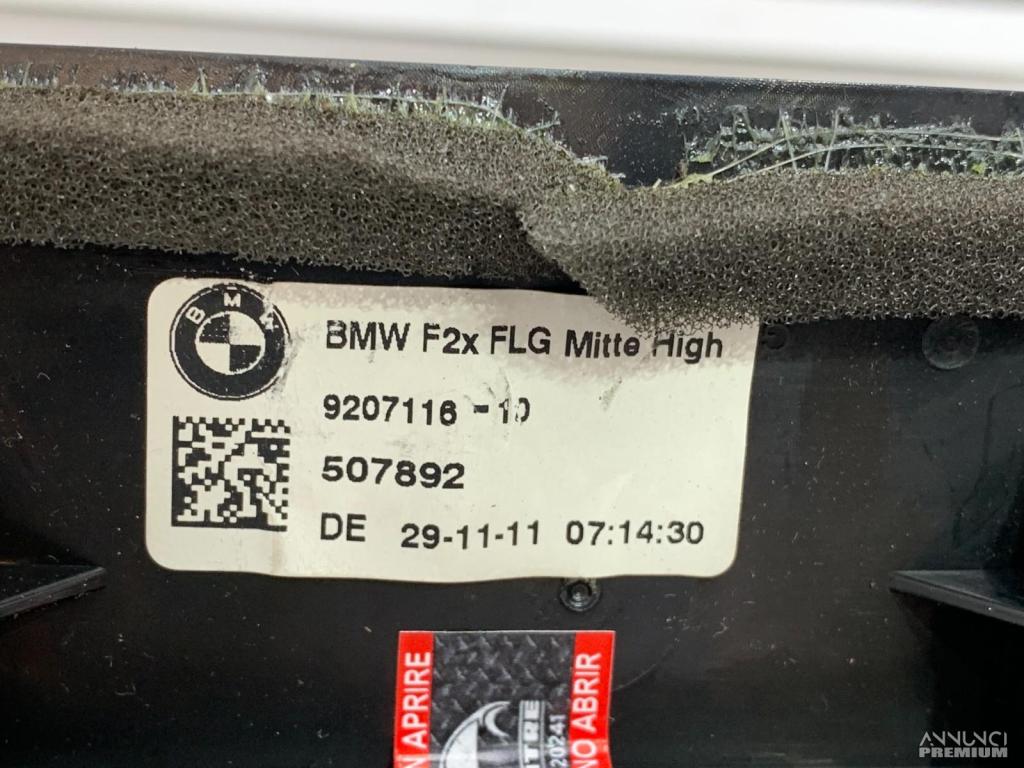 BMW
BMW F2x FLG Mitte High
9207116 - 10
507892
DE 29-11-11 07:14:30
APRIRE
NO ABRIR
20241
ANNUNCI
PREMIUM